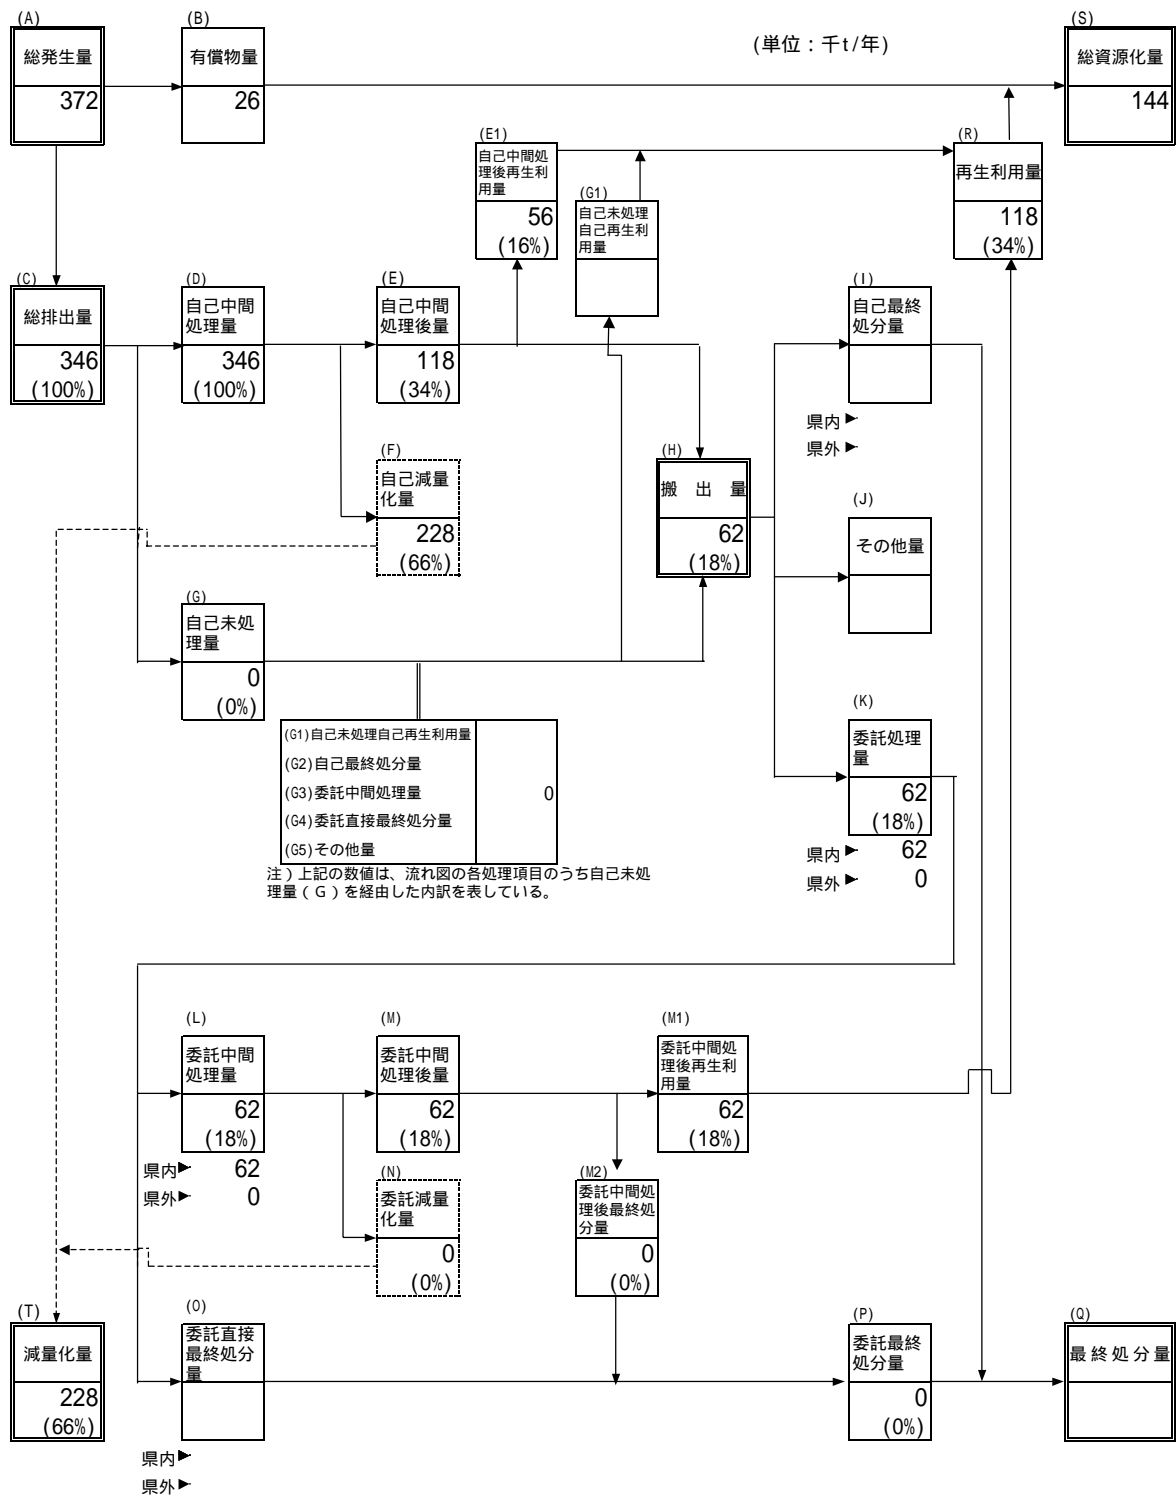 (A)
総発生量
372
(B)
有償物量
26
(単位：千t/年)
(S)
総資源化量
144
(E1)
自己中間処
理後再生利
用量
56
(16%)
(G1)
自己未処理
自己再生利
用量
(R)
再生利用量
118
(34%)
(C)
総排出量
346
(100%)
(D)
自己中間
処理量
346
(100%)
(E)
自己中間
処理後量
118
(34%)
(I)
自己最終
処分量
県内
県外
(F)
自己減量
化量
228
(66%)
(H)
搬 出 量
62
(18%)
(J)
その他量
(G)
自己未処
理量
0
(0%)
(G1)自己未処理自己再生利用量
(G2)自己最終処分量
(G3)委託中間処理量 0
(G4)委託直接最終処分量
(G5)その他量
注）上記の数値は、流れ図の各処理項目のうち自己未処
理量（Ｇ）を経由した内訳を表している。
(K)
委託処理
量
62
(18%)
県内 62
県外 0
(L)
委託中間
処理量
62
(18%)
県内 62
県外 0
(M)
委託中間
処理後量
62
(18%)
(M1)
委託中間処
理後再生利
用量
62
(18%)
(N)
委託減量
化量
0
(0%)
(M2)
委託中間処
理後最終処
分量
0
(0%)
(T)
減量化量
228
(66%)
(O)
委託直接
最終処分
量
県内
県外
(P)
委託最終
処分量
0
(0%)
(Q)
最終処分量